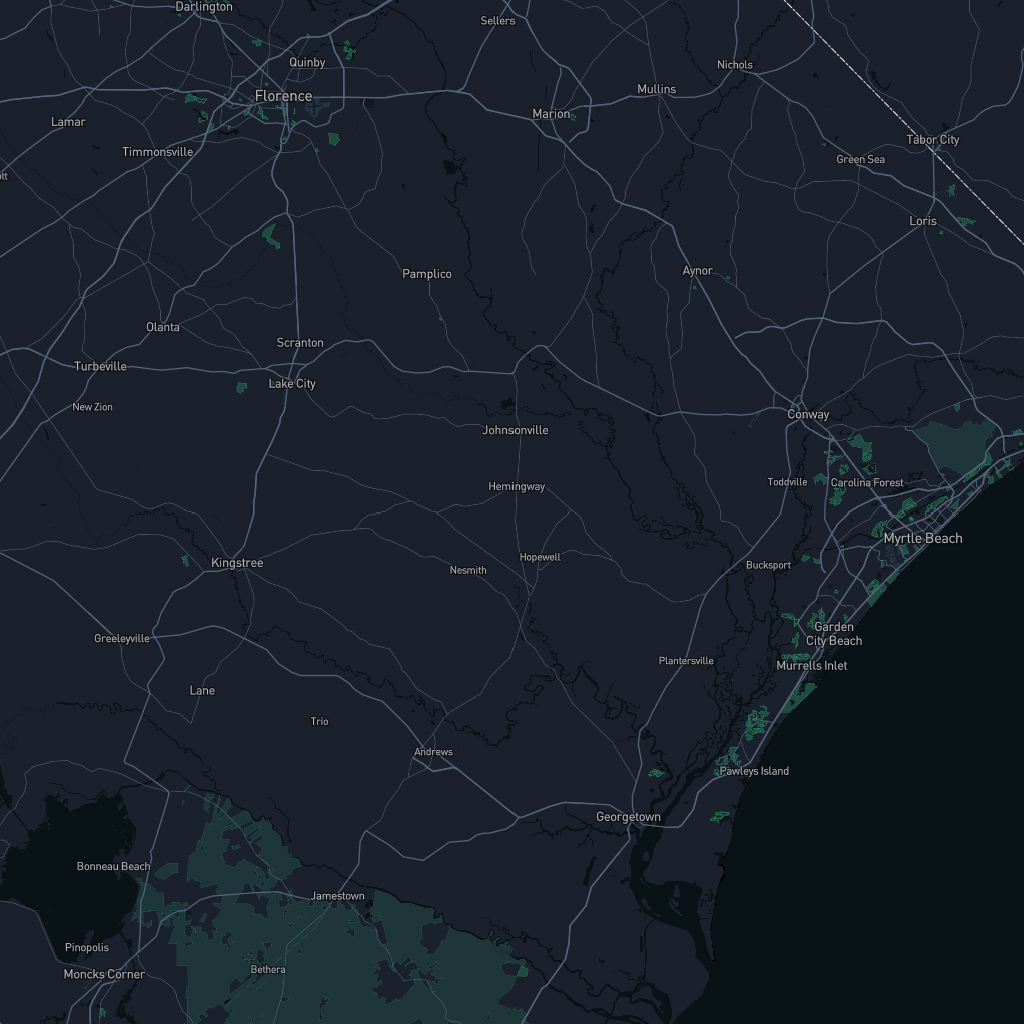 Darlington
Sellers
Quinby
Nichols
Mullins
Florence
Marion
Lamar
Tabor City
Timmonsville
Green Sea
tt
Loris
Pamplico
Aynor
Olanta
Scranton
Turbeville
Lake City
New Zion
Conway
Johnsonville
Toddville
Carolina Forest
Hemingway
Myrtle Beach
Hopewell
Kingstree
Nesmith
Bucksport
Garden
City Beach
Greeleyville
Plantersville
Murrells Inlet
Lane
Trio
Andrews
Pawleys Island
Georgetown
Bonneau Beach
Jamestown
Pinopolis
Bethera
Moncks Corner